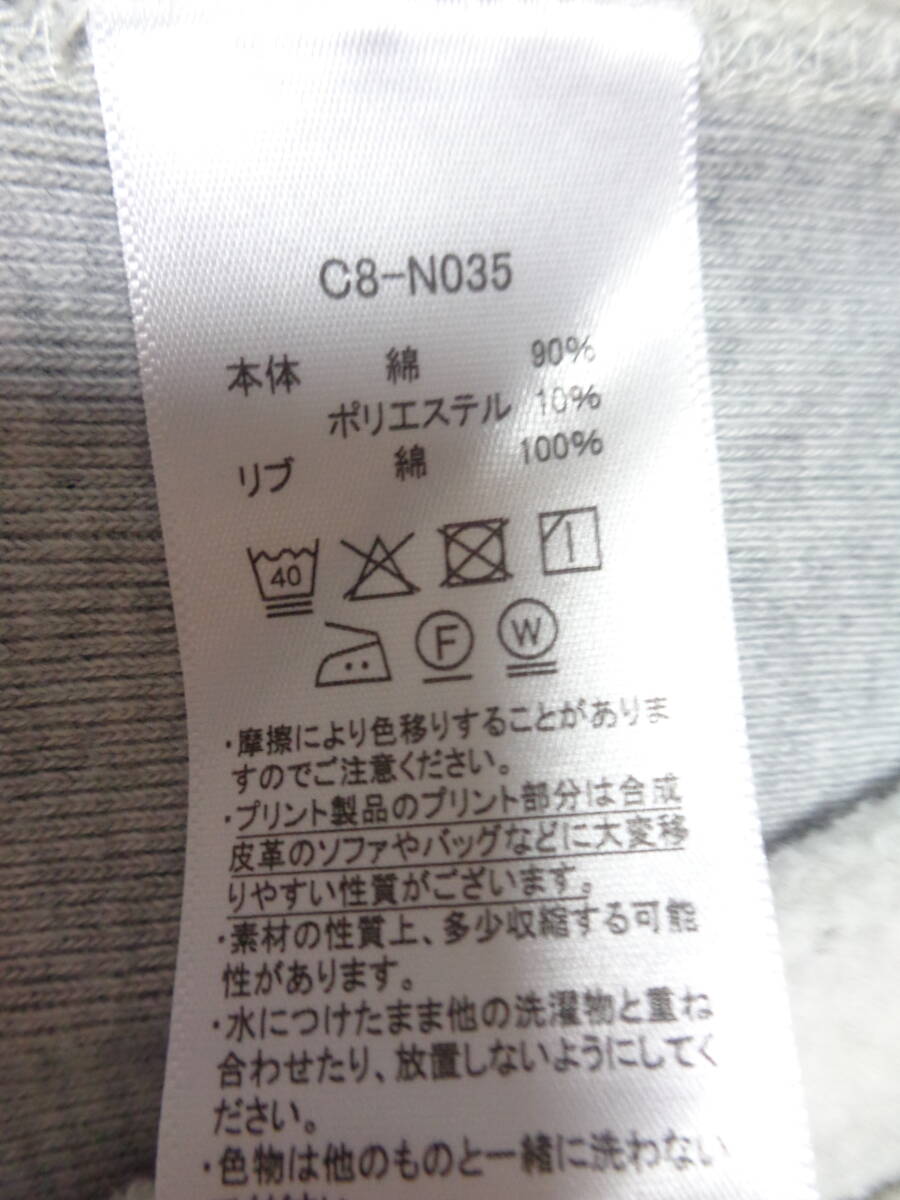 C8-N035
本体 綿 90%
ポリエステル 10%
リブ 綿 100%
40
F W
・摩擦により色移りすることがありま
すのでご注意ください。
・プリント製品のプリント部分は合成
皮革のソファやバッグなどに大変移
りやすい性質がございます。
・素材の性質上、多少収縮する可能
性があります。
・水につけたまま他の洗濯物と重ね
合わせたり、放置しないようにしてく
ださい。
・色物は他のものと一緒に洗わない